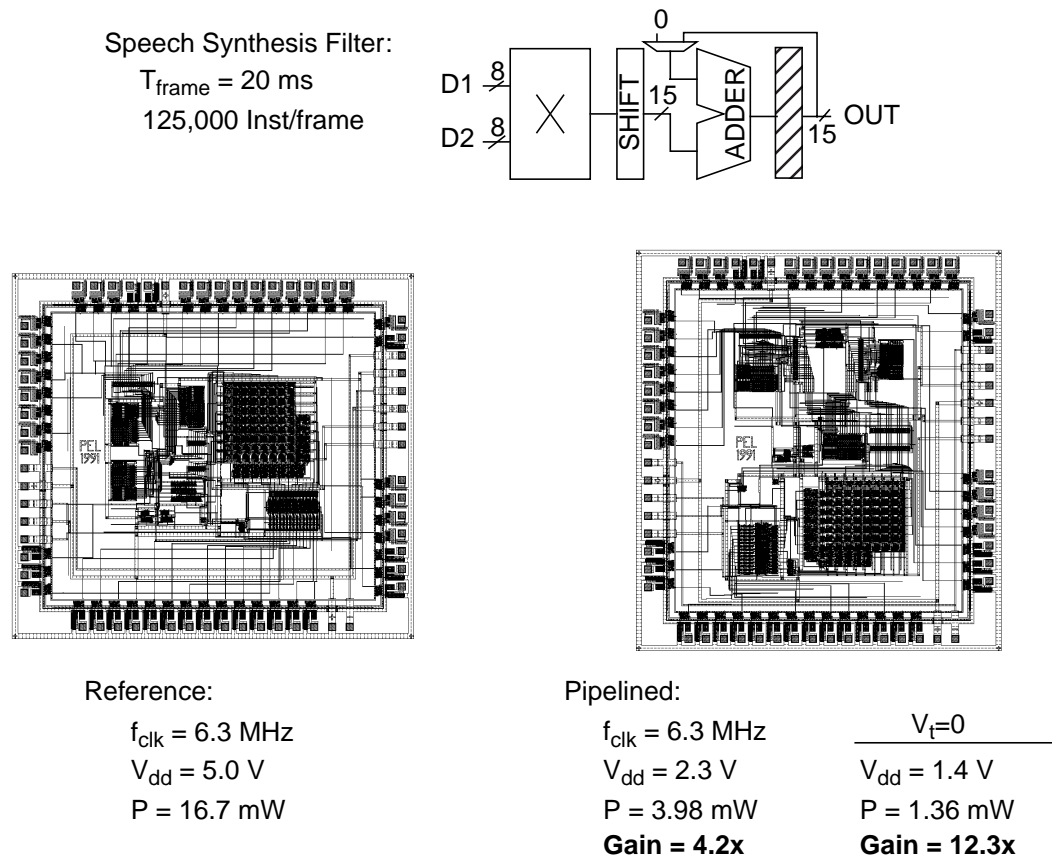 Speech Synthesis Filter:
T_frame = 20 ms
125,000 Inst/frame
0
D1
8
D2
8
SHIFT
15
ADDER
15
OUT
PEL
1991
PEL
1991
Reference:
f_clk = 6.3 MHz
V_dd = 5.0 V
P = 16.7 mW
Pipelined:
f_clk = 6.3 MHz
V_dd = 2.3 V
P = 3.98 mW
Gain = 4.2x
V_t=0
V_dd = 1.4 V
P = 1.36 mW
Gain = 12.3x